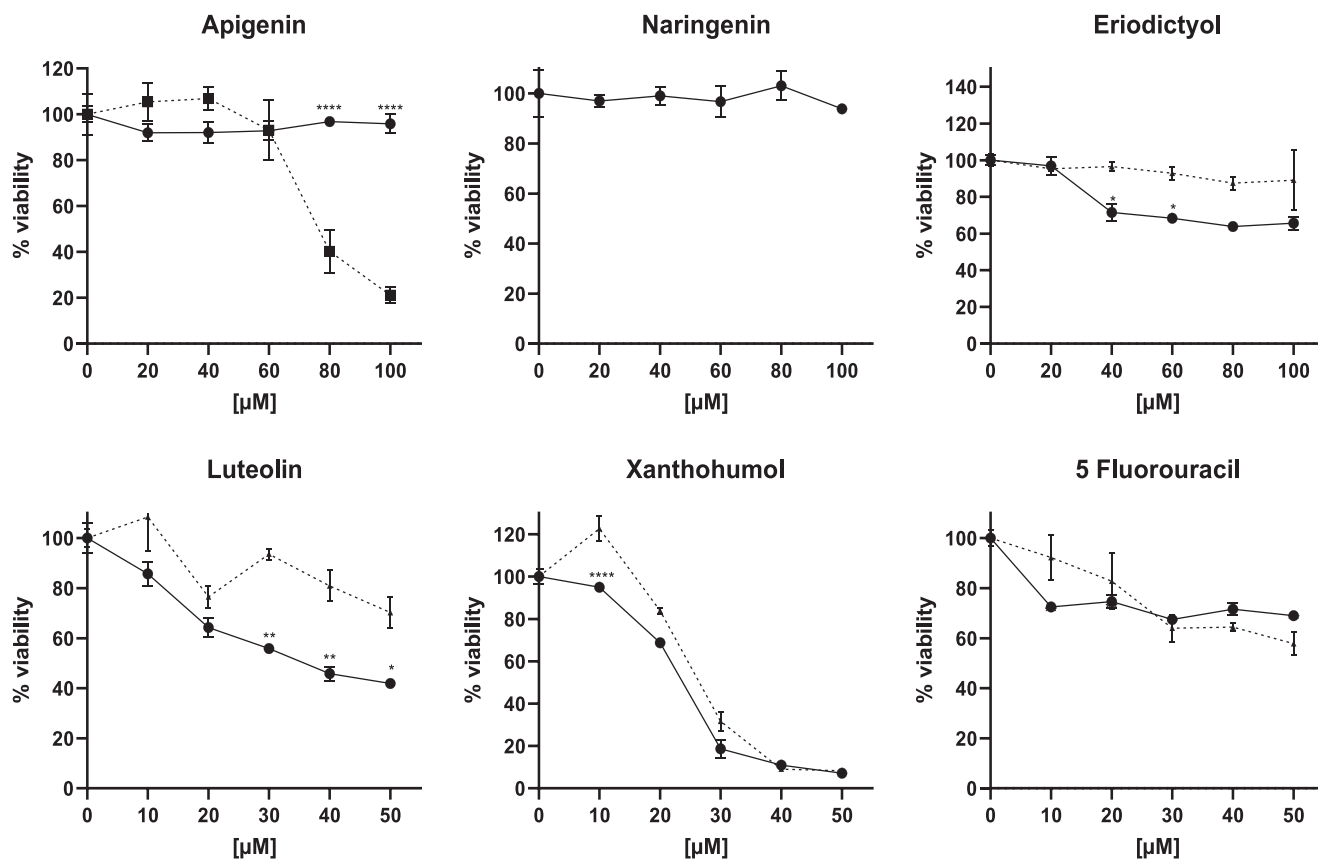 Apigenin
120
100
80
60
40
20
0
% viability
**** ****
0 20 40 60 80 100
[µM]
Naringenin
100
80
60
40
20
0
% viability
0 20 40 60 80 100
[µM]
Eriodictyol
140
120
100
80
60
40
20
0
% viability
* *
0 20 40 60 80 100
[µM]
Luteolin
100
80
60
40
20
0
% viability
** ** *
0 10 20 30 40 50
[µM]
Xanthohumol
120
100
80
60
40
20
0
% viability
****
0 10 20 30 40 50
[µM]
5 Fluorouracil
100
80
60
40
20
0
% viability
0 10 20 30 40 50
[µM]